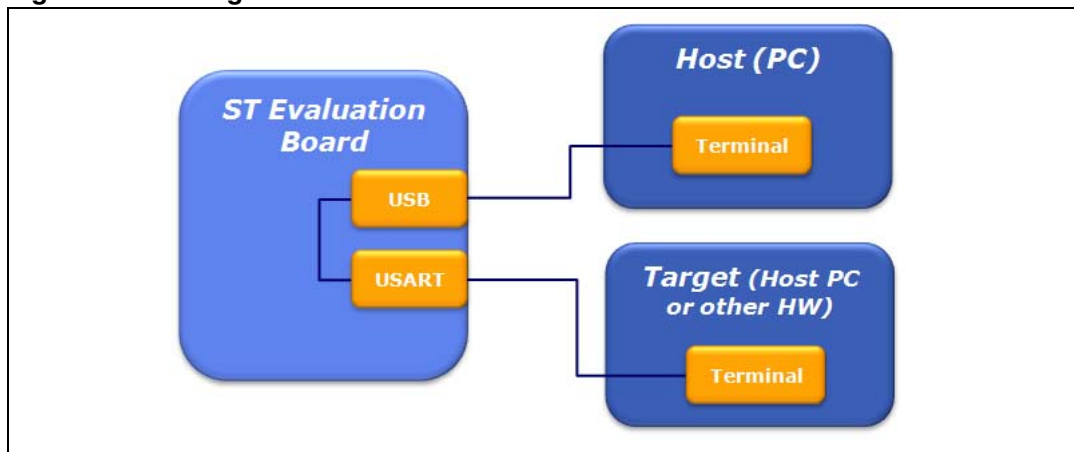 ST Evaluation
Board
USB
USART
Host (PC)
Terminal
Target (Host PC
or other HW)
Terminal